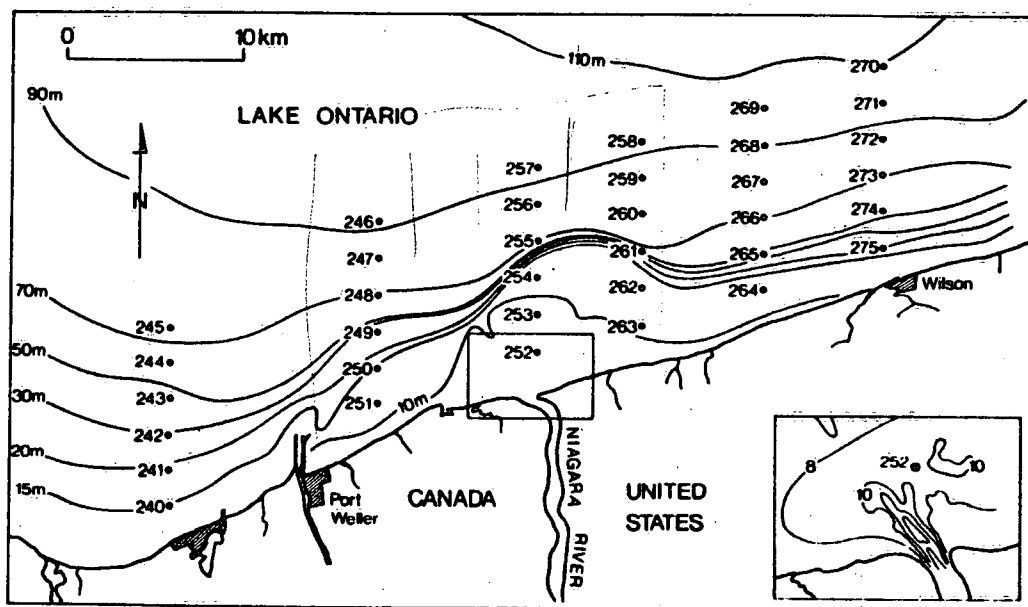 0 10 km
110m
270
90m
LAKE ONTARIO
269 271
258 268 272
257 259 267 273
N
246 256 260 266 274
247 255 261 265 275
70m 248 254 262 264 Wilson
245 249 253 263
50m 244 250 252
30m 243 251 10m
20m 242
241
15m 240
Port
Weller
CANADA
NIAGARA
RIVER
UNITED
STATES
8 252 10
10